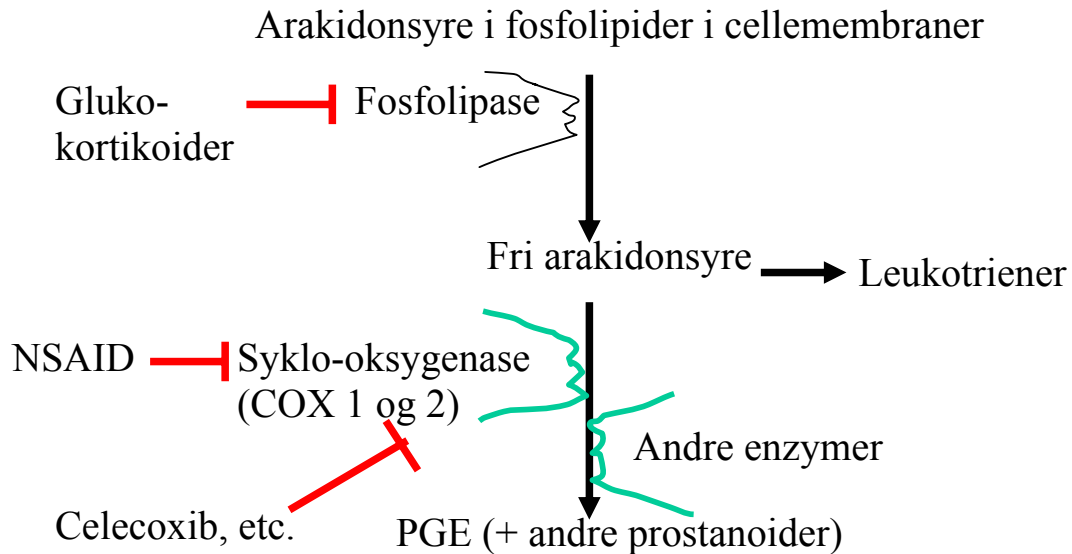 Arakidonsyre i fosfolipider i cellemembraner
Gluko-
kortikoider
Fosfolipase
Fri arakidonsyre
Leukotriener
NSAID
Syklo-oksygenase
(COX 1 og 2)
Andre enzymer
Celecoxib, etc.
PGE (+ andre prostanoider)